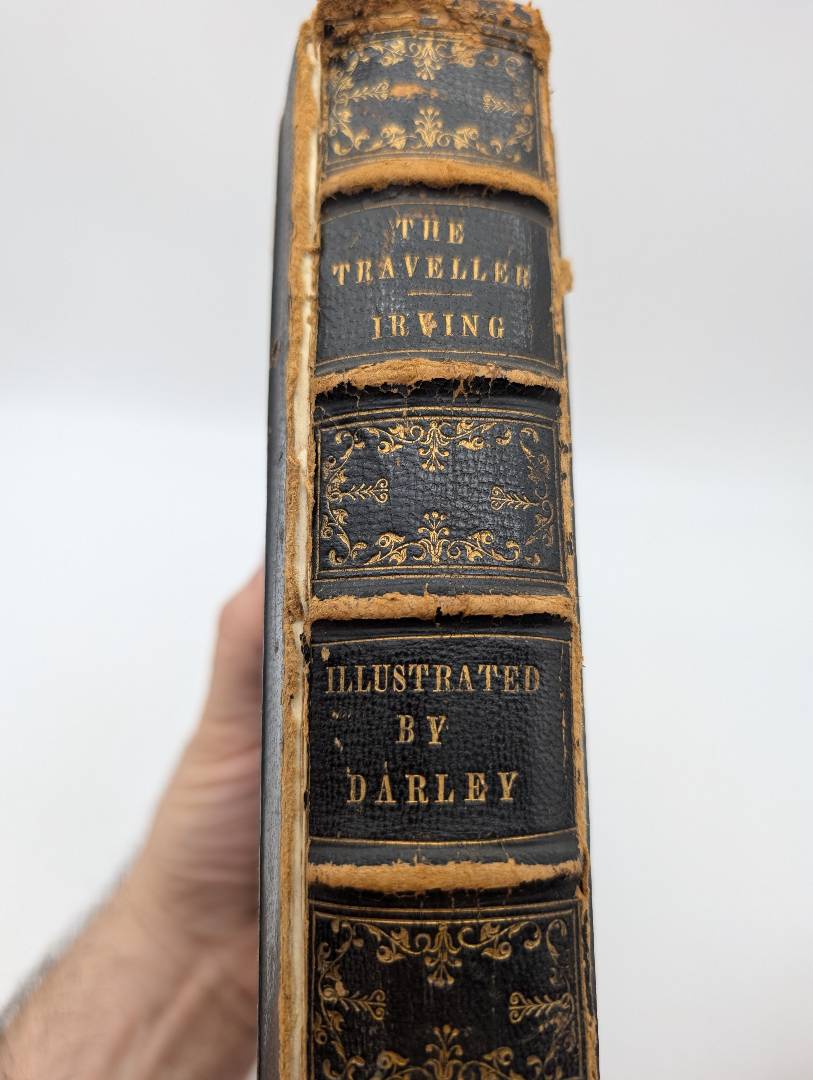 THE
TRAVELLER
IRVING
ILLUSTRATED
BY
DARLEY